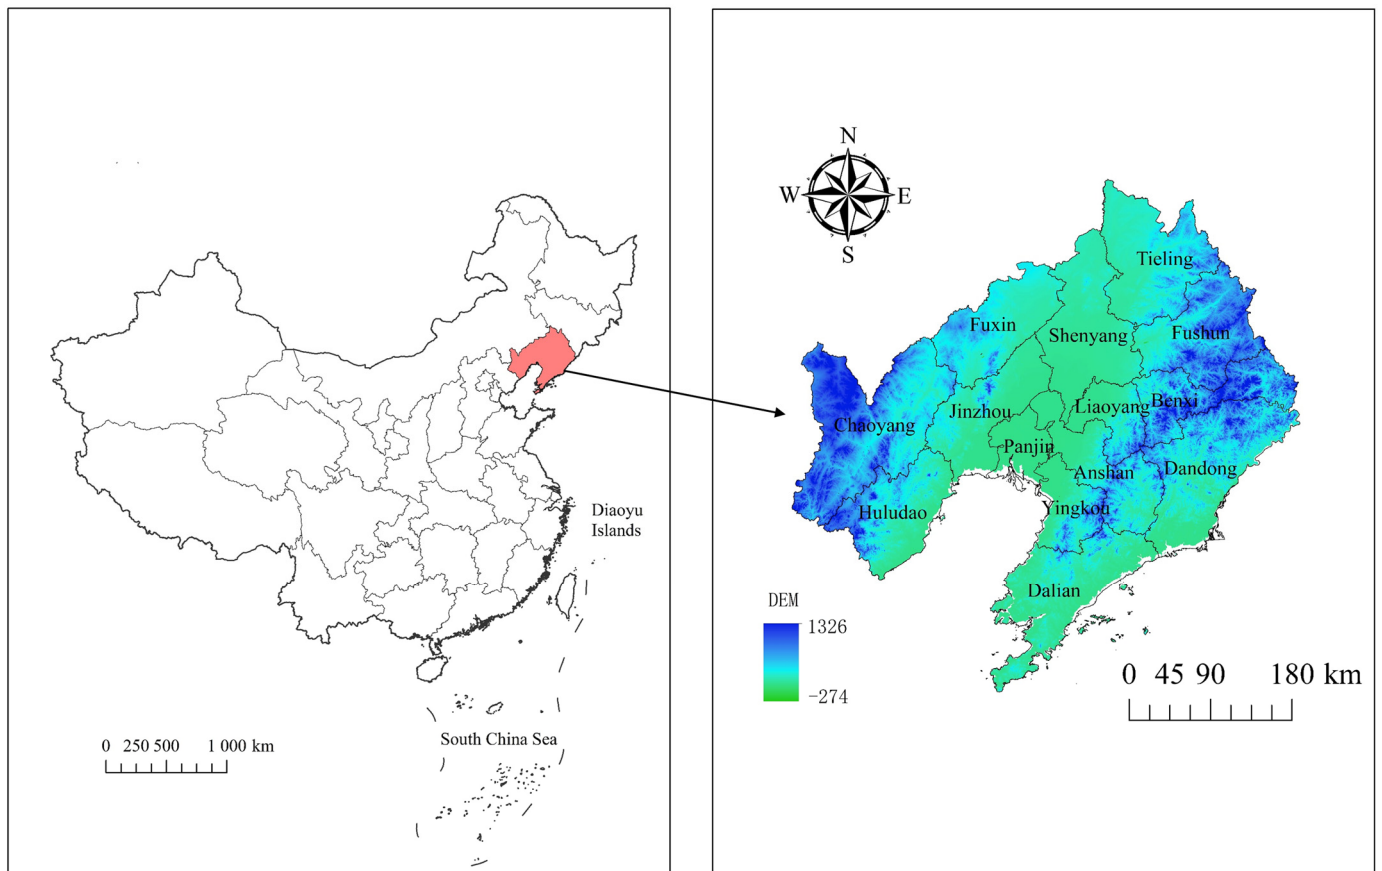 Diaoyu
Islands
South China Sea
0 250 500 1 000 km
N
W E
S
Tieling
Fuxin
Shenyang
Fushun
Chaoyang
Jinzhou
Liaoyang
Benxi
Panjin
Anshan
Dandong
Huludao
Yingkou
Dalian
DEM
1326
-274
0 45 90 180 km